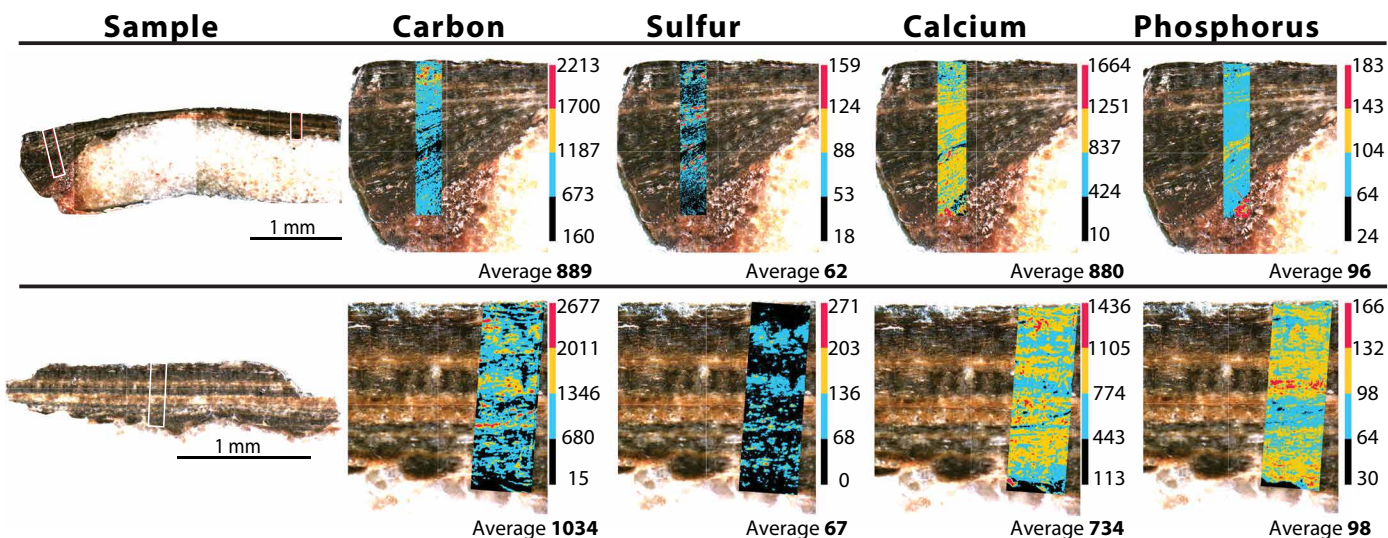 Sample Carbon Sulfur Calcium Phosphorus
2213 159 1664 183
1700 124 1251 143
1187 88 837 104
673 53 424 64
160 18 10 24
1 mm
Average 889 Average 62 Average 880 Average 96
2677 271 1436 166
2011 203 1105 132
1346 136 774 98
680 68 443 64
15 0 113 30
1 mm
Average 1034 Average 67 Average 734 Average 98